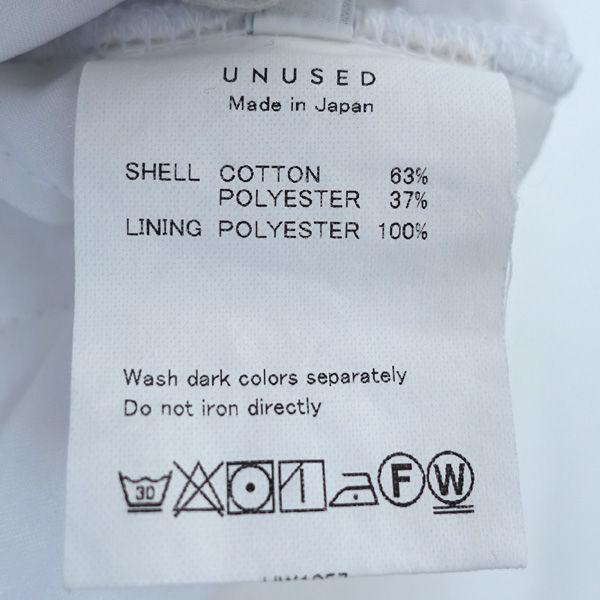 UNUSED
Made in Japan
SHELL COTTON 63%
POLYESTER 37%
LINING POLYESTER 100%
Wash dark colors separately
Do not iron directly
30 F W